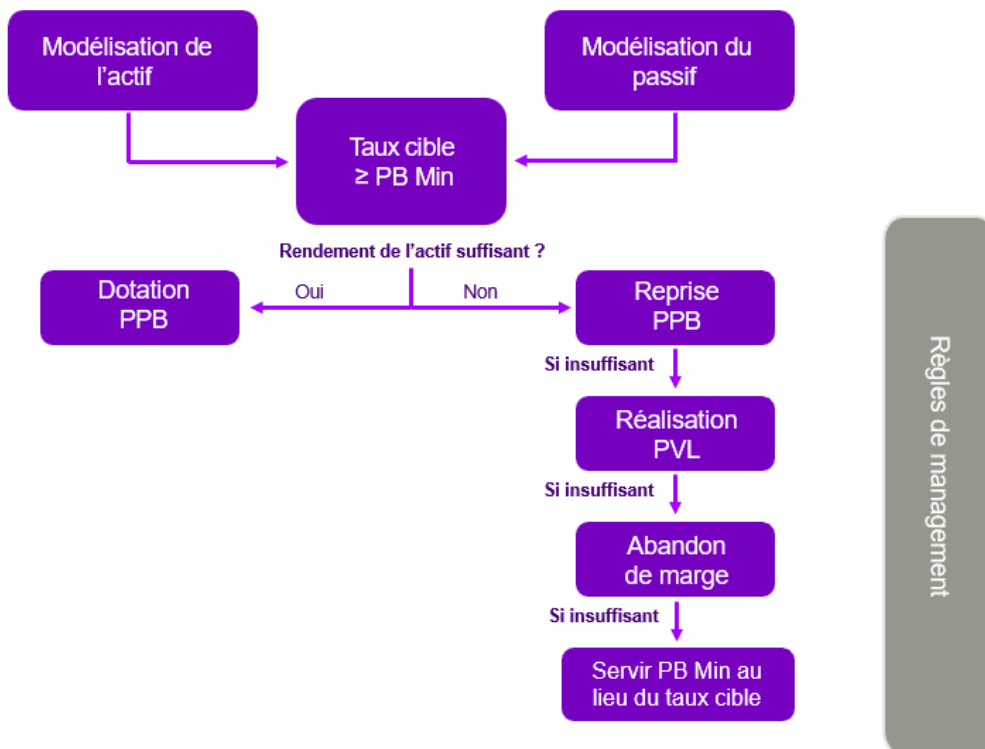 Modélisation de
l'actif
Modélisation du
passif
Taux cible
≥ PB Min
Rendement de l'actif suffisant ?
Oui
Non
Dotation
PPB
Reprise
PPB
Si insuffisant
Réalisation
PVL
Si insuffisant
Abandon
de marge
Si insuffisant
Servir PB Min au
lieu du taux cible
Règles de management